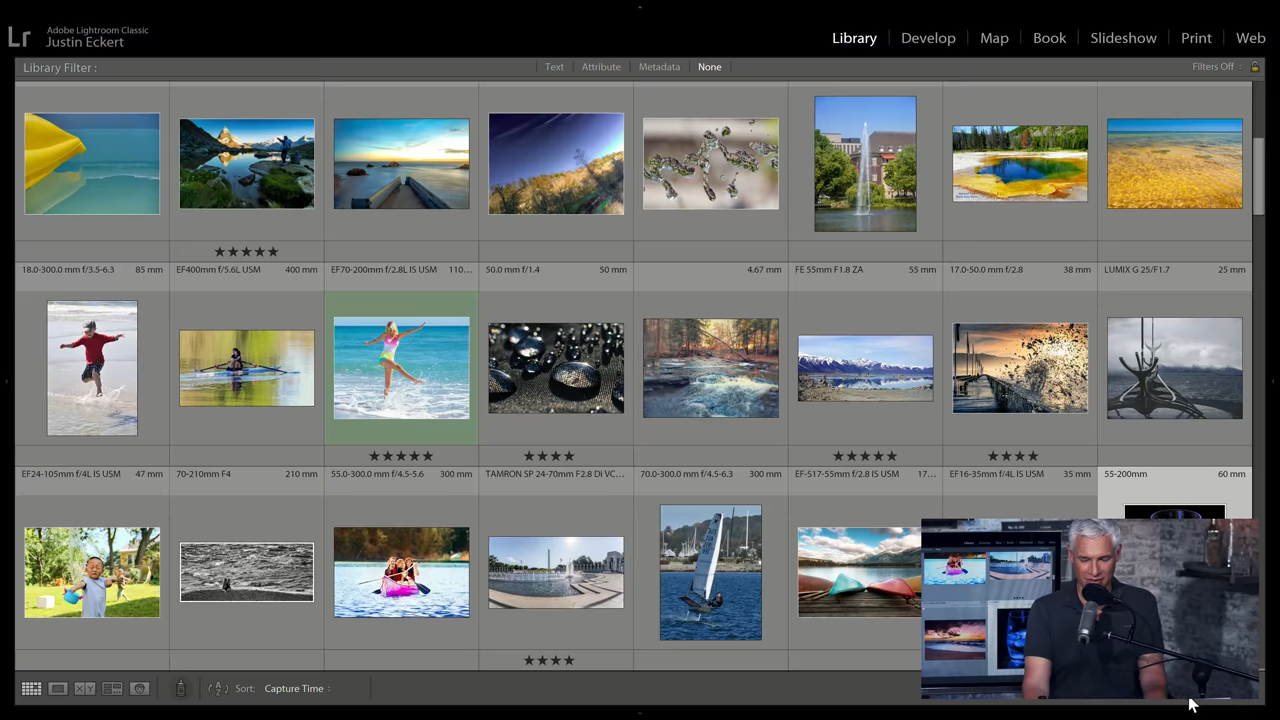 Lr
Adobe Lightroom Classic
Justin Eckert
Library Develop Map Book Slideshow Print Web
Library Filter : Text Attribute Metadata None Filters Off
★★★★★
18.0-300.0 mm f/3.5-6.3 85 mm EF400mm f/5.6L USM 400 mm EF70-200mm f/2.8L IS USM 110... 50.0 mm f/1.4 50 mm 4.67 mm FE 55mm F1.8 ZA 55 mm 17.0-50.0 mm f/2.8 38 mm LUMIX G 25/F1.7 25 mm
★★★★★ ★★★★ ★★★★★ ★★★★
EF24-105mm f/4L IS USM 47 mm 70-210mm F4 210 mm 55.0-300.0 mm f/4.5-5.6 300 mm TAMRON SP 24-70mm F2.8 Di VC... 70.0-300.0 mm f/4.5-6.3 300 mm EF-S17-55mm f/2.8 IS USM 17... EF16-35mm f/4L IS USM 35 mm 55-200mm 60 mm
★★★★
XY Sort: Capture Time